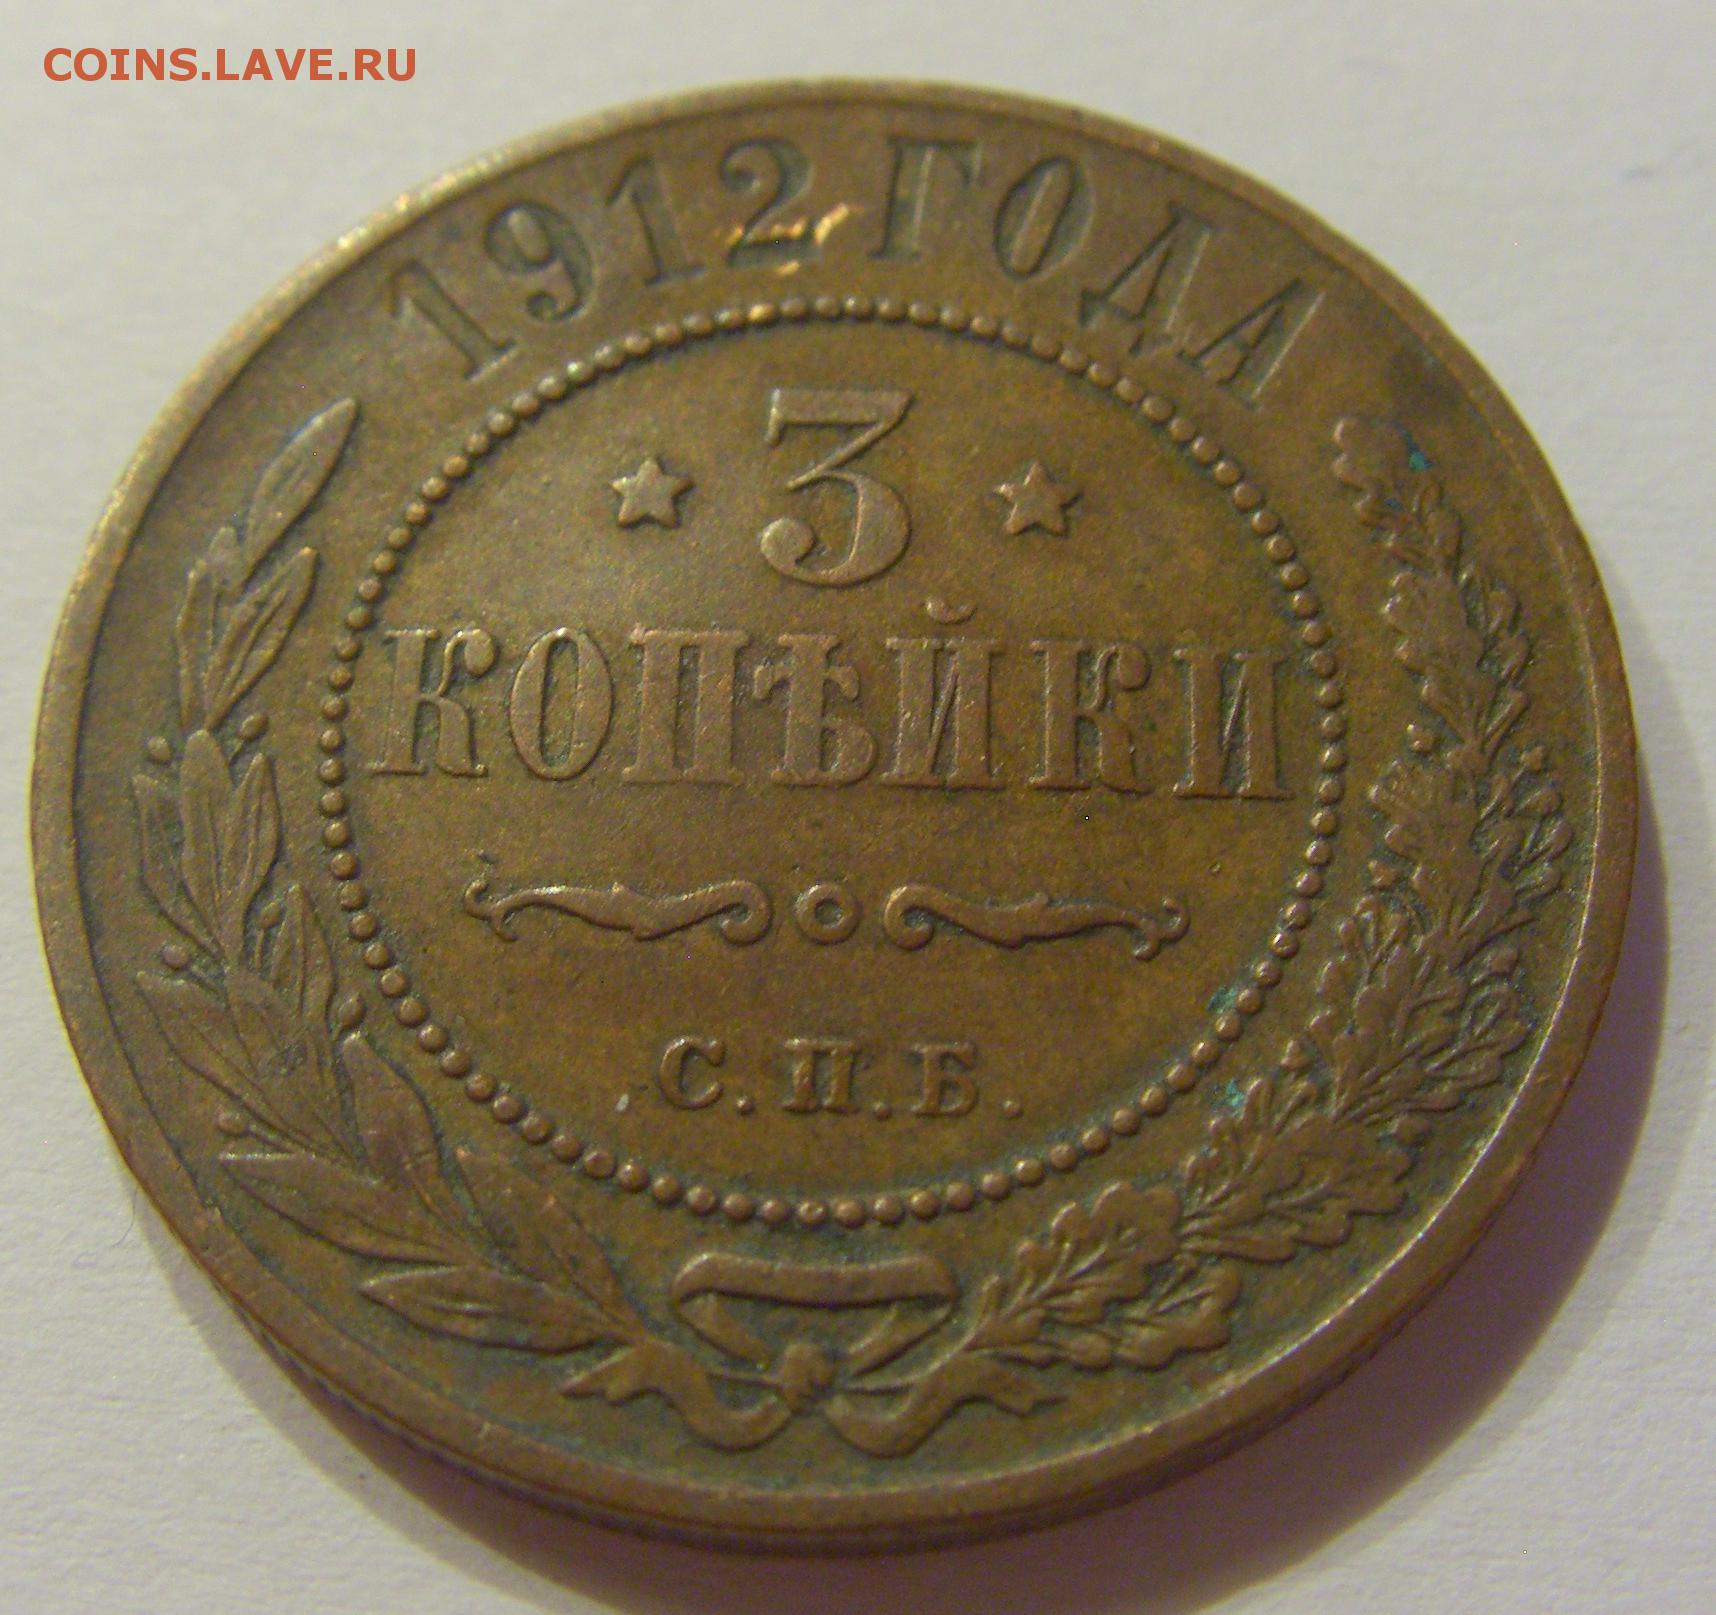 COINS.LAVE.RU
1912 ГОДА
3
КОПѢЙКИ
С.П.Б.